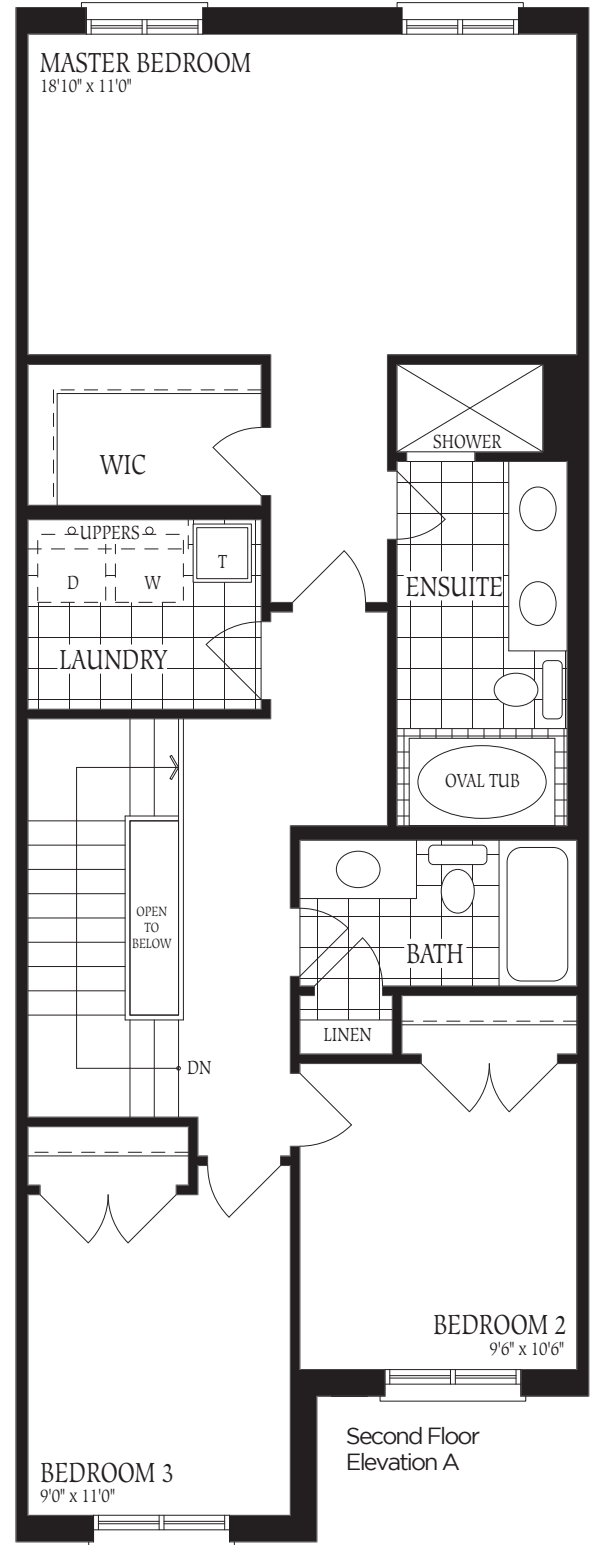 MASTER BEDROOM
18'10" x 11'0"
WIC
SHOWER
UPPERS
D
W
T
ENSUITE
LAUNDRY
OVAL TUB
OPEN
TO
BELOW
BATH
LINEN
DN
BEDROOM 2
9'6" x 10'6"
Second Floor
Elevation A
BEDROOM 3
9'0" x 11'0"